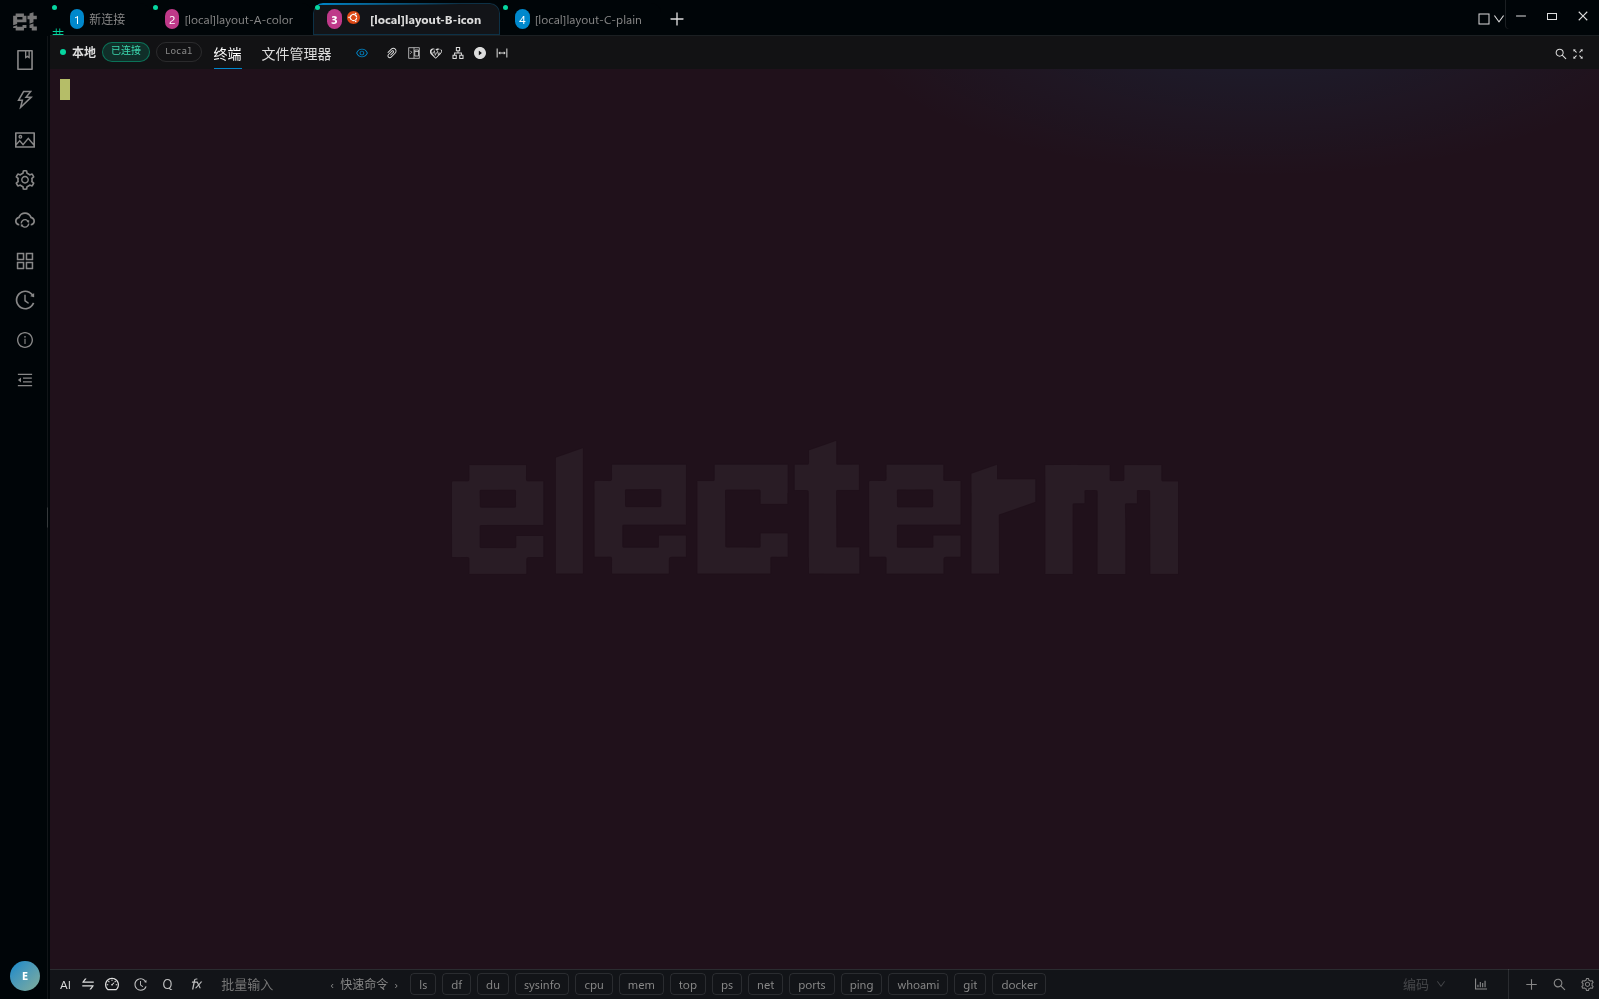 et
1 新连接
2 [local]layout-A-color
3 [local]layout-B-icon
4 [local]layout-C-plain
本地 已连接 Local 终端 文件管理器
electerm
E
AI Q fx 批量输入 ‹ 快速命令 › ls df du sysinfo cpu mem top ps net ports ping whoami git docker 编码